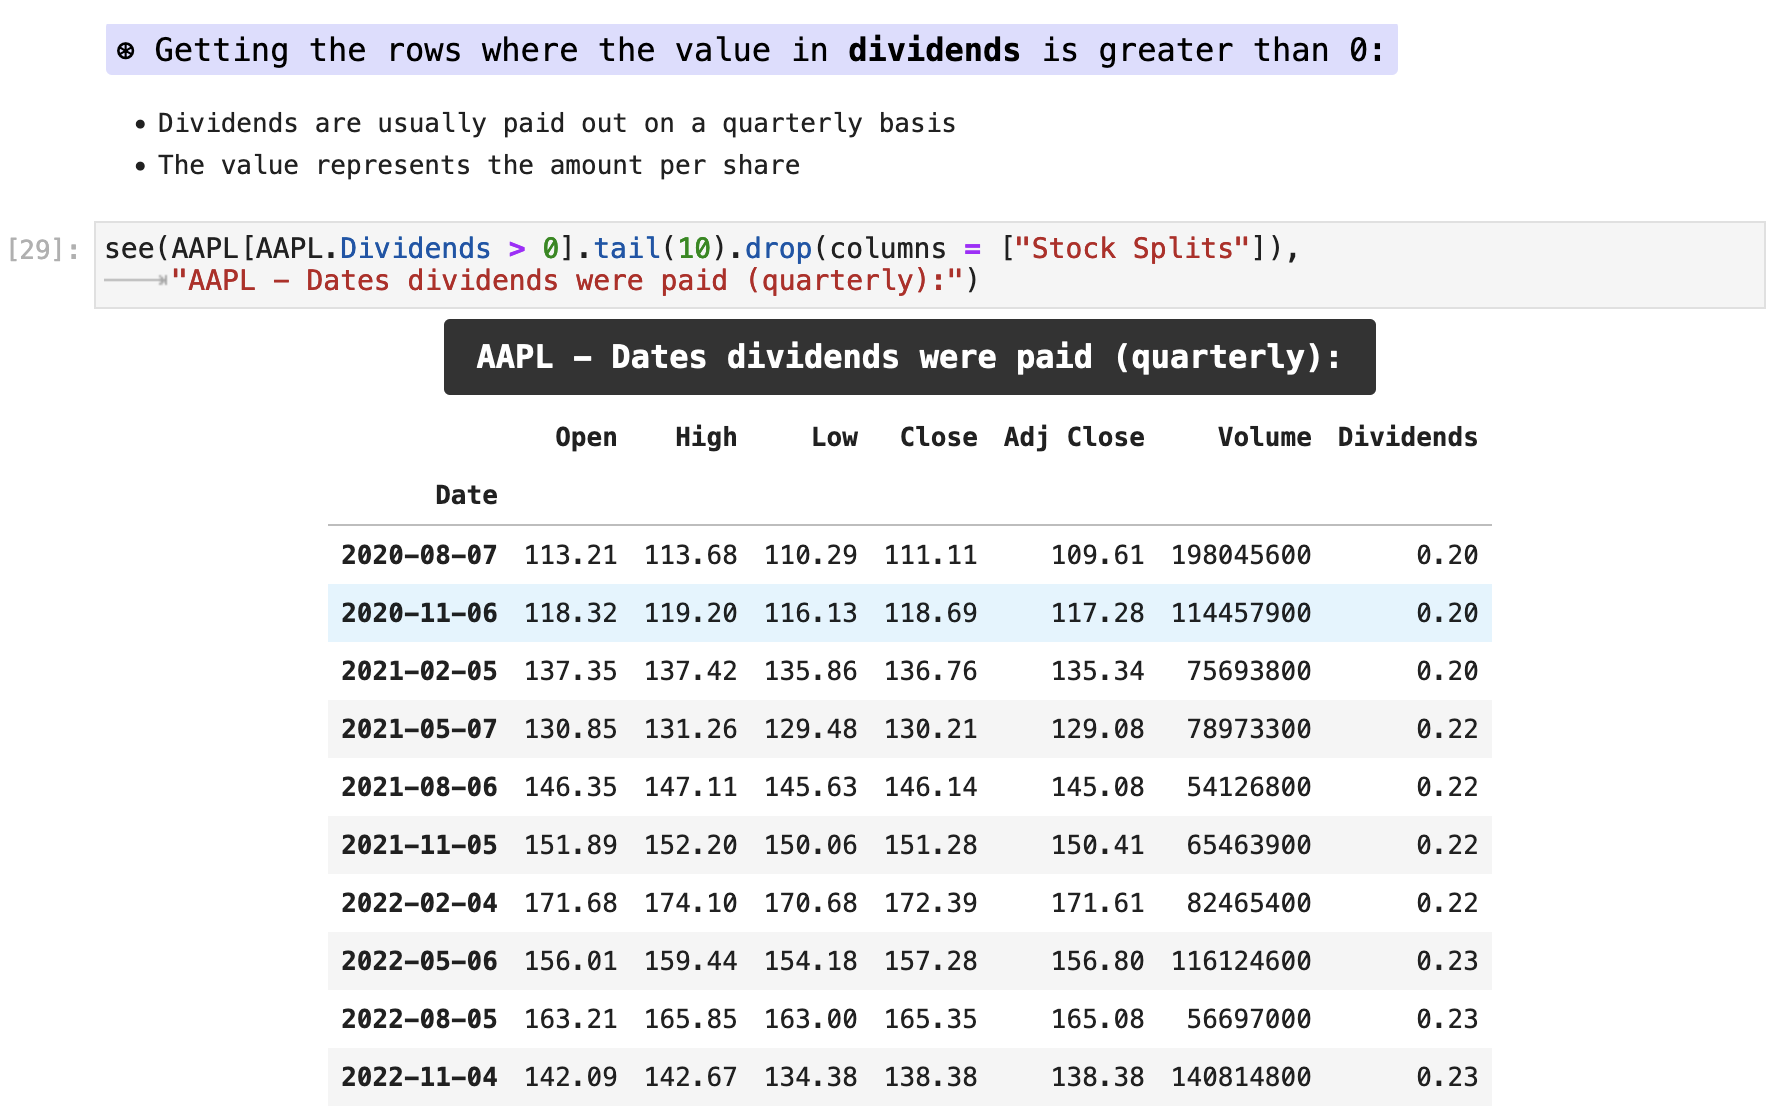 ⊛ Getting the rows where the value in dividends is greater than 0:
• Dividends are usually paid out on a quarterly basis
• The value represents the amount per share
[29]: see(AAPL[AAPL.Dividends > 0].tail(10).drop(columns = ["Stock Splits"]),
"AAPL – Dates dividends were paid (quarterly):")
AAPL – Dates dividends were paid (quarterly):
Open High Low Close Adj Close Volume Dividends
Date
2020-08-07 113.21 113.68 110.29 111.11 109.61 198045600 0.20
2020-11-06 118.32 119.20 116.13 118.69 117.28 114457900 0.20
2021-02-05 137.35 137.42 135.86 136.76 135.34 75693800 0.20
2021-05-07 130.85 131.26 129.48 130.21 129.08 78973300 0.22
2021-08-06 146.35 147.11 145.63 146.14 145.08 54126800 0.22
2021-11-05 151.89 152.20 150.06 151.28 150.41 65463900 0.22
2022-02-04 171.68 174.10 170.68 172.39 171.61 82465400 0.22
2022-05-06 156.01 159.44 154.18 157.28 156.80 116124600 0.23
2022-08-05 163.21 165.85 163.00 165.35 165.08 56697000 0.23
2022-11-04 142.09 142.67 134.38 138.38 138.38 140814800 0.23